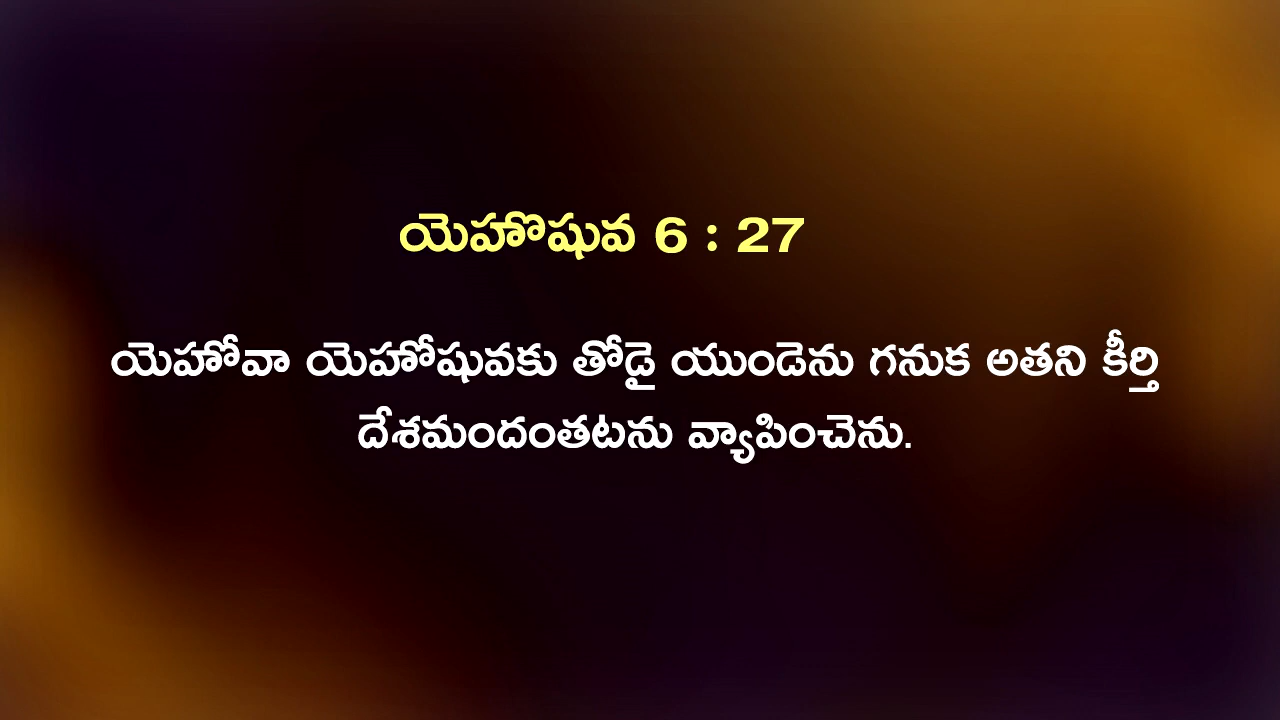 యెహొషువ 6 : 27
యెహోవా యెహోషువకు తోడై యుండెను గనుక అతని కీర్తి
దేశమందంతటను వ్యాపించెను.